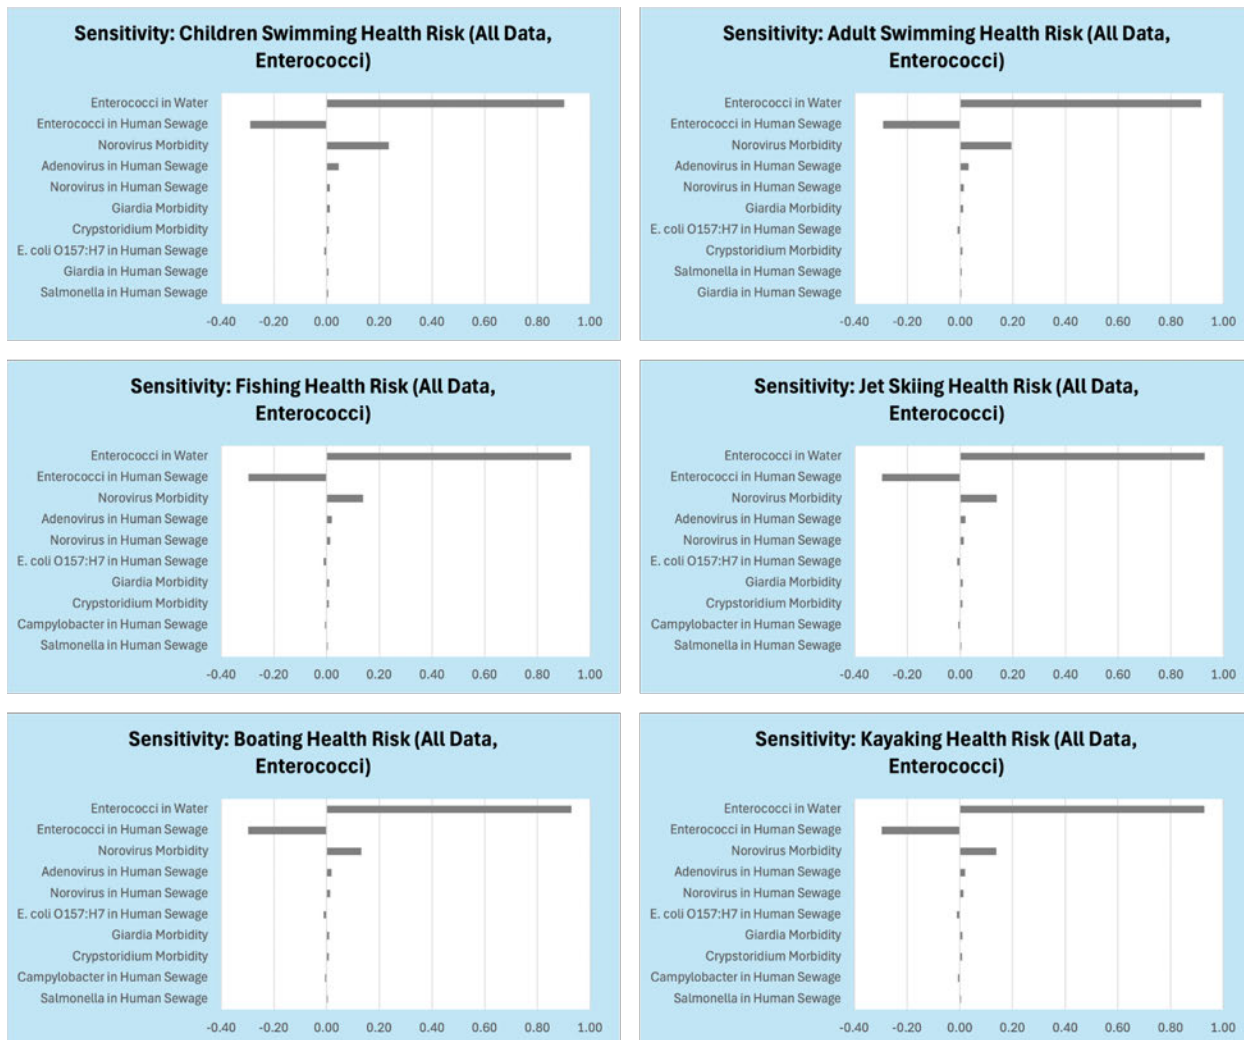 Sensitivity: Children Swimming Health Risk (All Data,
Enterococci)
Enterococci in Water
Enterococci in Human Sewage
Norovirus Morbidity
Adenovirus in Human Sewage
Norovirus in Human Sewage
Giardia Morbidity
Crypstoridium Morbidity
E. coli O157:H7 in Human Sewage
Giardia in Human Sewage
Salmonella in Human Sewage
-0.40 -0.20 0.00 0.20 0.40 0.60 0.80 1.00
Sensitivity: Adult Swimming Health Risk (All Data,
Enterococci)
Enterococci in Water
Enterococci in Human Sewage
Norovirus Morbidity
Adenovirus in Human Sewage
Norovirus in Human Sewage
Giardia Morbidity
E. coli O157:H7 in Human Sewage
Crypstoridium Morbidity
Salmonella in Human Sewage
Giardia in Human Sewage
-0.40 -0.20 0.00 0.20 0.40 0.60 0.80 1.00
Sensitivity: Fishing Health Risk (All Data,
Enterococci)
Enterococci in Water
Enterococci in Human Sewage
Norovirus Morbidity
Adenovirus in Human Sewage
Norovirus in Human Sewage
E. coli O157:H7 in Human Sewage
Giardia Morbidity
Crypstoridium Morbidity
Campylobacter in Human Sewage
Salmonella in Human Sewage
-0.40 -0.20 0.00 0.20 0.40 0.60 0.80 1.00
Sensitivity: Jet Skiing Health Risk (All Data,
Enterococci)
Enterococci in Water
Enterococci in Human Sewage
Norovirus Morbidity
Adenovirus in Human Sewage
Norovirus in Human Sewage
E. coli O157:H7 in Human Sewage
Giardia Morbidity
Crypstoridium Morbidity
Campylobacter in Human Sewage
Salmonella in Human Sewage
-0.40 -0.20 0.00 0.20 0.40 0.60 0.80 1.00
Sensitivity: Boating Health Risk (All Data,
Enterococci)
Enterococci in Water
Enterococci in Human Sewage
Norovirus Morbidity
Adenovirus in Human Sewage
Norovirus in Human Sewage
E. coli O157:H7 in Human Sewage
Giardia Morbidity
Crypstoridium Morbidity
Campylobacter in Human Sewage
Salmonella in Human Sewage
-0.40 -0.20 0.00 0.20 0.40 0.60 0.80 1.00
Sensitivity: Kayaking Health Risk (All Data,
Enterococci)
Enterococci in Water
Enterococci in Human Sewage
Norovirus Morbidity
Adenovirus in Human Sewage
Norovirus in Human Sewage
E. coli O157:H7 in Human Sewage
Giardia Morbidity
Crypstoridium Morbidity
Campylobacter in Human Sewage
Salmonella in Human Sewage
-0.40 -0.20 0.00 0.20 0.40 0.60 0.80 1.00